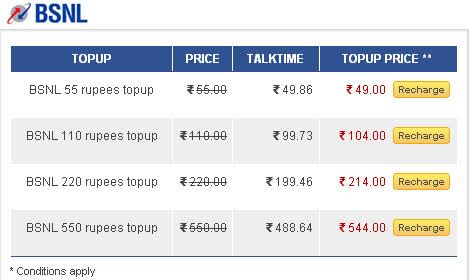 BSNL
TOPUP PRICE TALKTIME TOPUP PRICE **
BSNL 55 rupees topup ₹55.00 ₹49.86 ₹49.00 Recharge
BSNL 110 rupees topup ₹110.00 ₹99.73 ₹104.00 Recharge
BSNL 220 rupees topup ₹220.00 ₹199.46 ₹214.00 Recharge
BSNL 550 rupees topup ₹550.00 ₹488.64 ₹544.00 Recharge
* Conditions apply